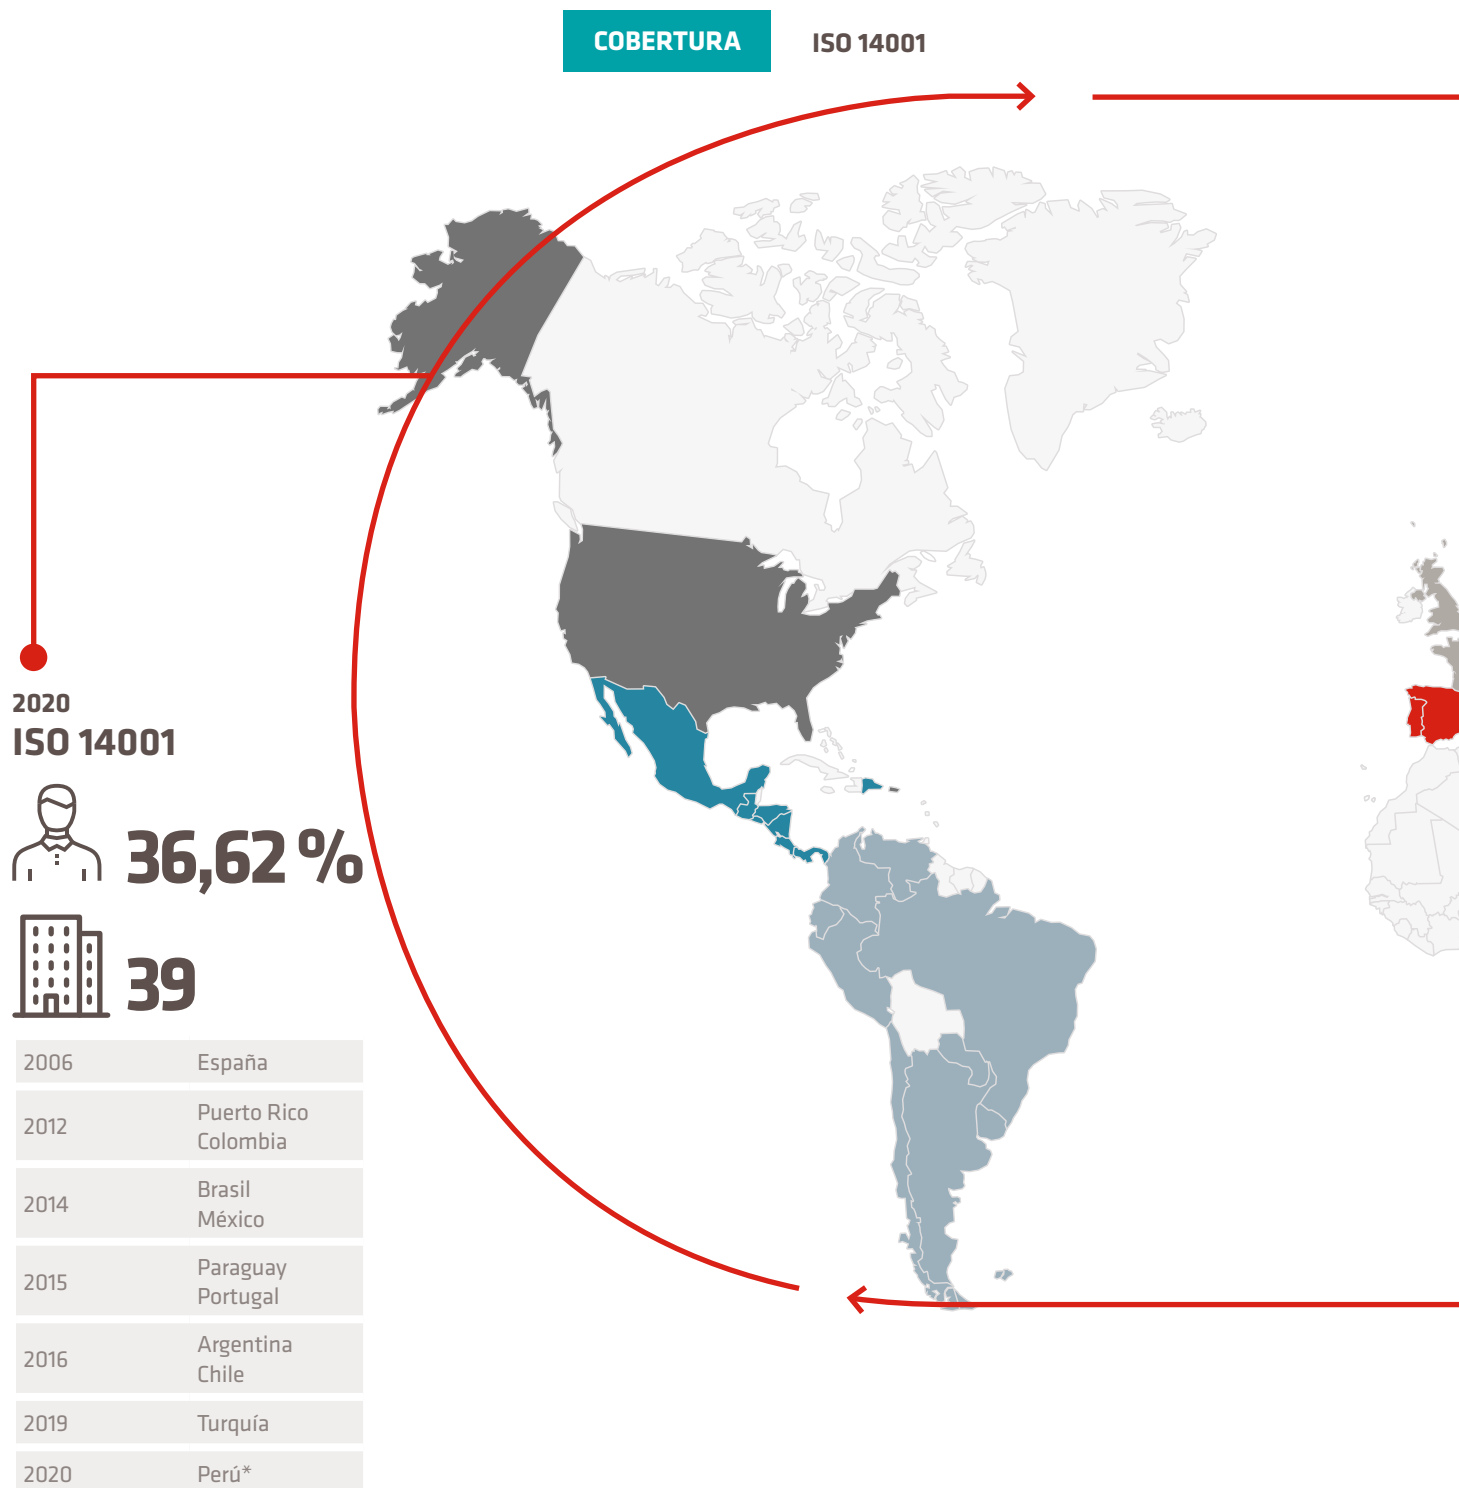 COBERTURA
ISO 14001
2020
ISO 14001
36,62 %
39
2006 España
2012 Puerto Rico
Colombia
2014 Brasil
México
2015 Paraguay
Portugal
2016 Argentina
Chile
2019 Turquía
2020 Perú*